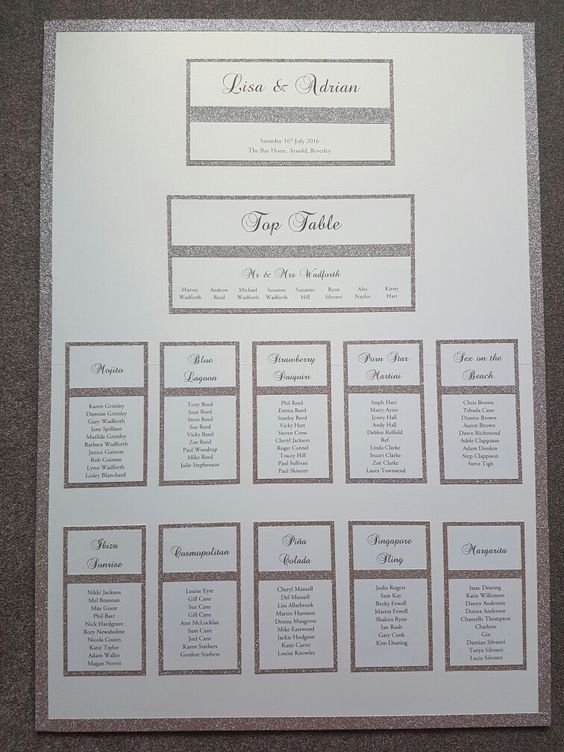 Lisa & Adrian
Saturday 16th July 2016
The Bay Horse, Arnold, Beverley
Top Table
Mr & Mrs Wadforth
Harvey Wadforth
Andrew Reed
Michael Wadforth
Suzanne Wadforth
Suzanne Hill
Ryan Silvestri
Alex Naylor
Kenny Hart
Mojito
Karen Grimley
Damian Grimley
Gary Wadforth
Jane Spellane
Matilda Grimley
Barbara Wadforth
Janice Guiness
Rob Guiness
Lynn Wadforth
Lesley Blanchard
Blue
Lagoon
Tony Reed
Joan Reed
Steve Reed
Sue Reed
Vicky Reed
Zoe Reed
Paul Woodrup
Mike Reed
Julie Stephenson
Strawberry
Daiquiri
Phil Reed
Emma Reed
Stanley Reed
Vicky Hart
Steven Cross
Cheryl Jackson
Roger Cannel
Tracey Hill
Paul Sullivan
Paul Skinner
Porn Star
Martini
Steph Hart
Matty Ayres
Jenny Hall
Andy Hall
Debbie Reffold
Ref
Linda Clarke
Stuart Clarke
Zoe Clarke
Laura Townsend
Sex on the
Beach
Chris Brown
Tshada Cane
Dianne Brown
Aaron Brown
Dawn Richmond
Adele Clappison
Adam Donkin
Step Clappison
Steve Tigh
Ibiza
Sunrise
Nikki Jackson
Mel Brannan
Max Guest
Phil Barr
Nick Hardgrave
Rory Newsholme
Nicola Coates
Katie Taylor
Adam Waller
Magan Norris
Cosmopolitan
Louise Eyre
Gill Cane
Sue Cane
Gill Cane
Ann McLocklan
Sam Cane
Joel Cane
Karen Stathers
Gordon Stathers
Piña
Colada
Cheryl Mansell
Del Mansell
Lisa Allsebrook
Martin Harrison
Donna Musgrove
Mike Eastwood
Jackie Hodgson
Katie Carter
Louise Knowles
Singapore
Sling
Jodie Rogers
Sam Kay
Becky Fewell
Martin Fewell
Shakira Ryan
Ian Rush
Gary Cook
Kim Dearing
Margarita
Isaac Dearing
Katie Wilkinson
Danny Anderson
Donna Anderson
Chantelle Thompson
Charlene
Gin
Damian Silvestri
Tanya Silvestri
Lucia Silvestri